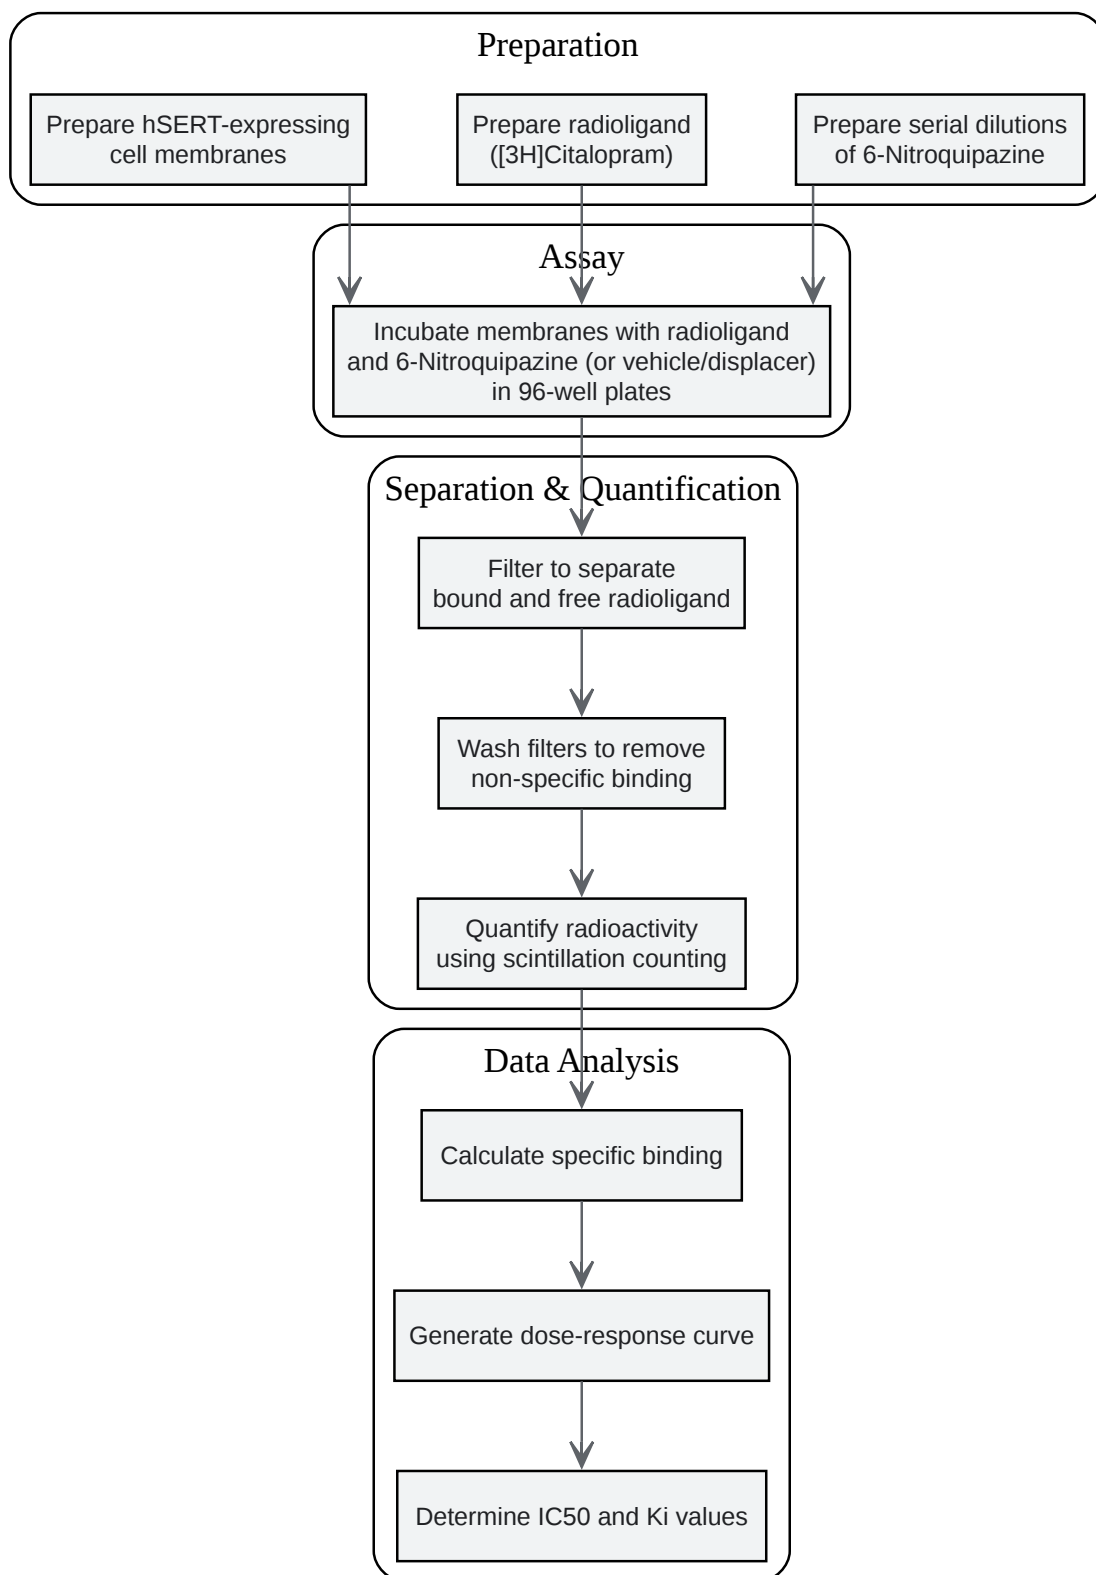 Preparation
Prepare hSERT-expressing
cell membranes
Prepare radioligand
([3H]Citalopram)
Prepare serial dilutions
of 6-Nitroquipazine
Assay
Incubate membranes with radioligand
and 6-Nitroquipazine (or vehicle/displacer)
in 96-well plates
Separation & Quantification
Filter to separate
bound and free radioligand
Wash filters to remove
non-specific binding
Quantify radioactivity
using scintillation counting
Data Analysis
Calculate specific binding
Generate dose-response curve
Determine IC50 and Ki values